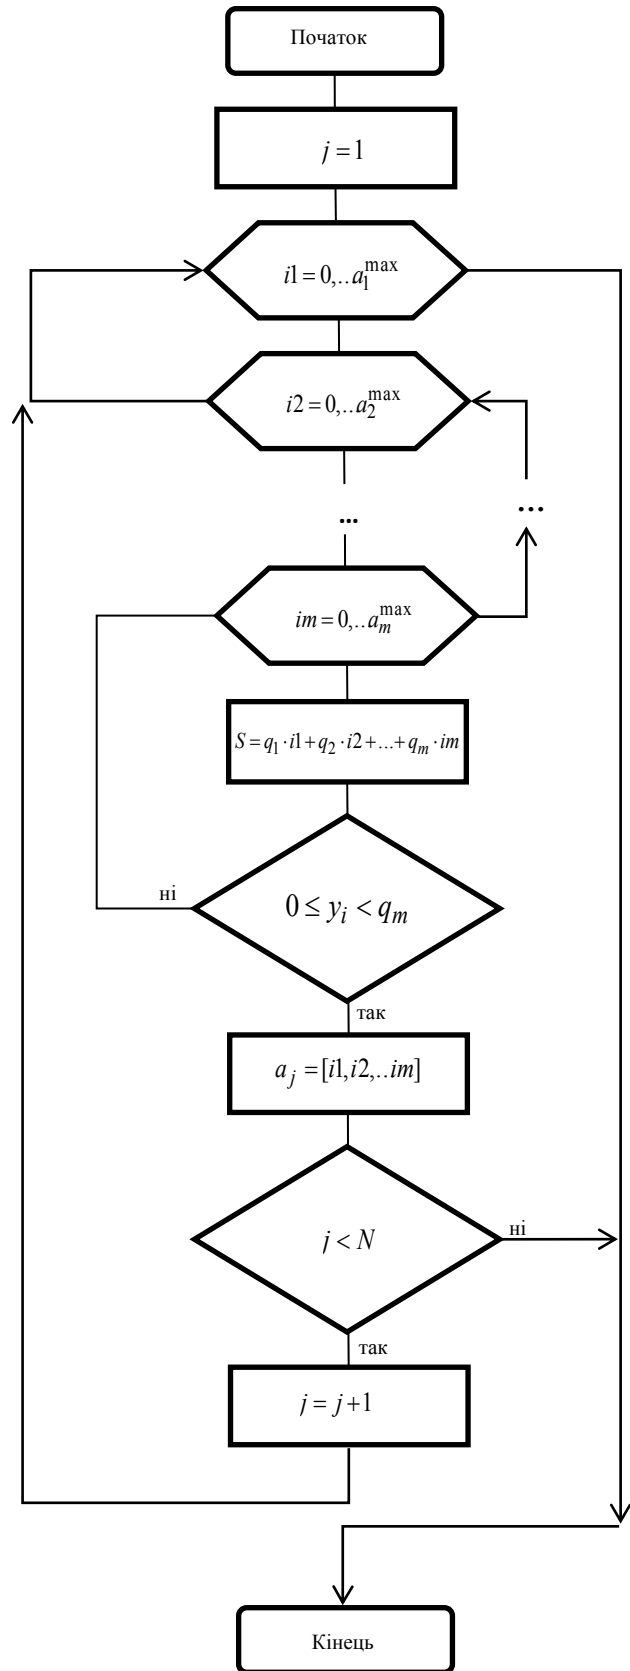 Початок
j = 1
i1 = 0,..a₁ᵐᵃˣ
i2 = 0,..a₂ᵐᵃˣ
...
...
im = 0,..aₘᵐᵃˣ
S = q₁ · i1 + q₂ · i2 + ... + qₘ · im
ні
0 ≤ yᵢ < qₘ
так
aⱼ = [i1, i2,..im]
j < N
ні
так
j = j + 1
Кінець